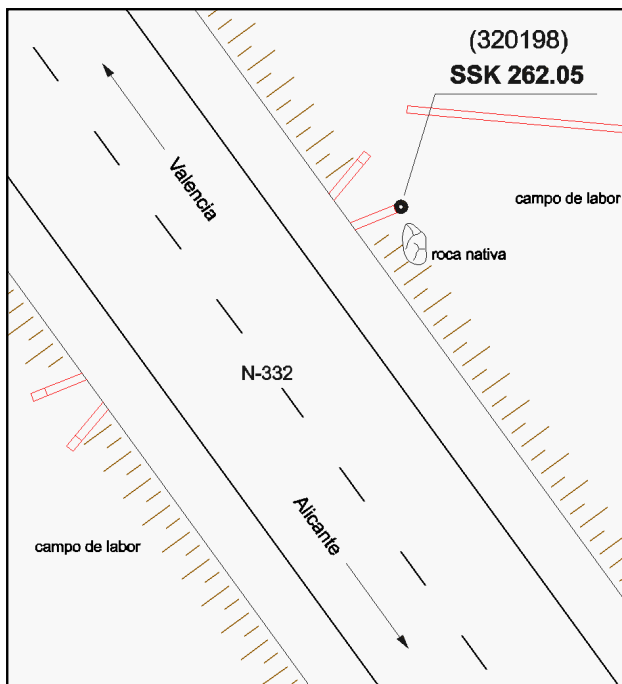 (320198)
SSK 262.05
Valencia
campo de labor
roca nativa
N-332
Alicante
campo de labor